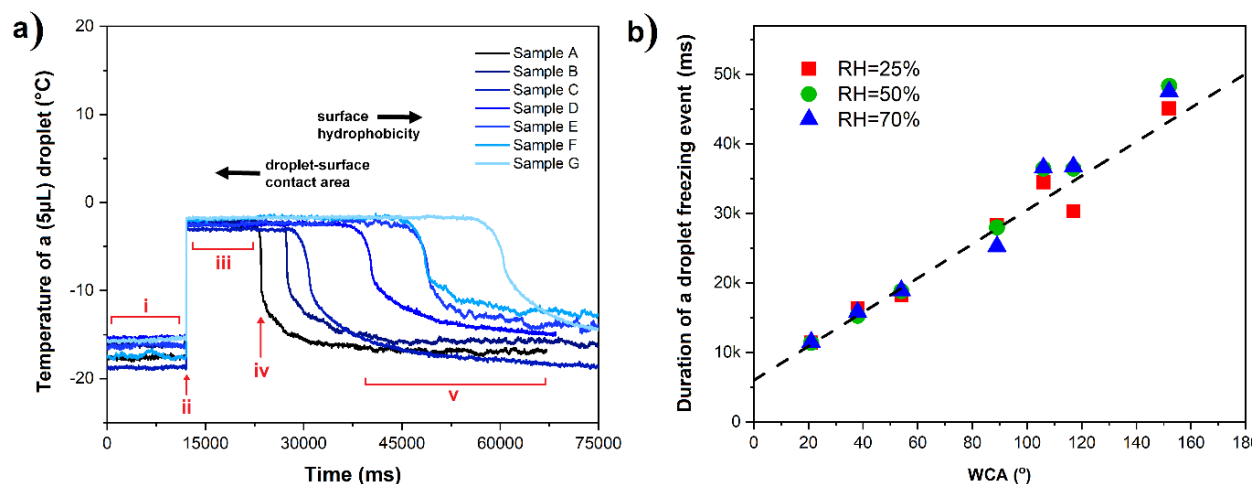 a)
Temperature of a (5µL) droplet (ºC)
20
10
0
-10
-20
Sample A
Sample B
Sample C
Sample D
Sample E
Sample F
Sample G
surface
hydrophobicity
droplet-surface
contact area
i
ii
iii
iv
v
0
15000
30000
45000
60000
75000
Time (ms)
b)
Duration of a droplet freezing event (ms)
50k
40k
30k
20k
10k
0
RH=25%
RH=50%
RH=70%
0
20
40
60
80
100
120
140
160
180
WCA (º)